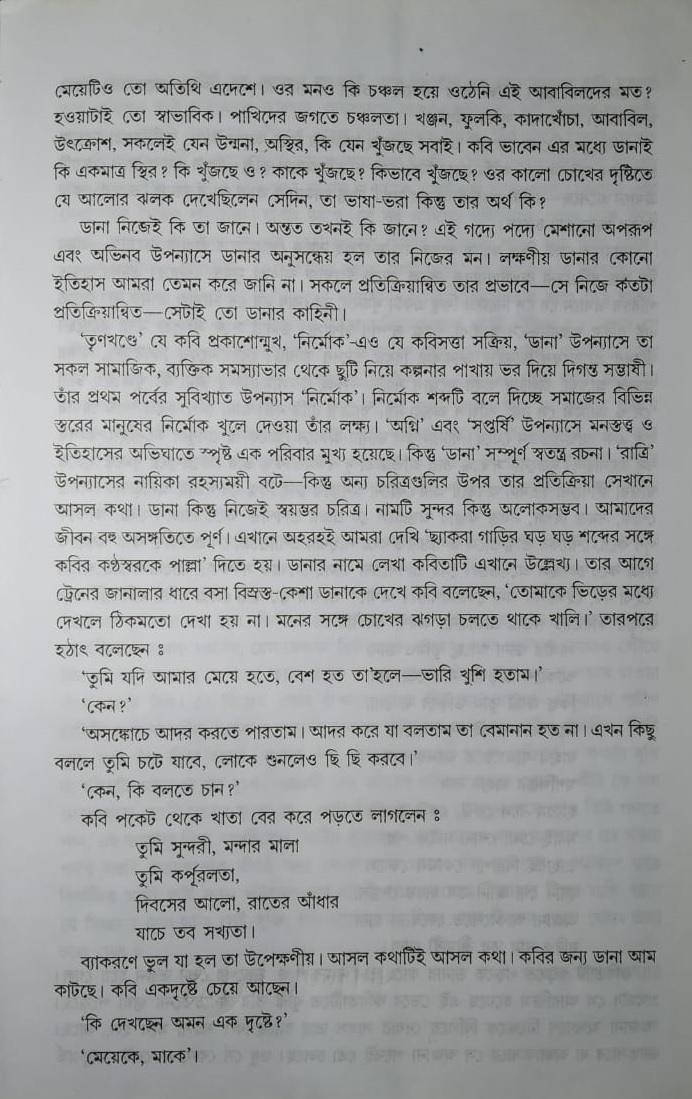 মেয়েটিও তো অতিথি এদেশে। ওর মনও কি চঞ্চল হয়ে ওঠেনি এই আবাবিলদের মত?
হওয়াটাই তো স্বাভাবিক। পাখিদের জগতে চঞ্চলতা। খঞ্জন, ফুলকি, কাদাখোঁচা, আবাবিল,
উৎক্রোশ, সকলেই যেন উন্মনা, অস্থির, কি যেন খুঁজছে সবাই। কবি ভাবেন এর মধ্যে ডানাই
কি একমাত্র স্থির? কি খুঁজছে ও? কাকে খুঁজছে? কিভাবে খুঁজছে? ওর কালো চোখের দৃষ্টিতে
যে আলোর ঝলক দেখেছিলেন সেদিন, তা ভাষা-ভরা কিন্তু তার অর্থ কি?
ডানা নিজেই কি তা জানে। অন্তত তখনই কি জানে? এই গদ্যে পদ্যে মেশানো অপরূপ
এবং অভিনব উপন্যাসে ডানার অনুসন্ধেয় হল তার নিজের মন। লক্ষণীয় ডানার কোনো
ইতিহাস আমরা তেমন করে জানি না। সকলে প্রতিক্রিয়ান্বিত তার প্রভাবে—সে নিজে কতটা
প্রতিক্রিয়ান্বিত—সেটাই তো ডানার কাহিনী।
‘তৃণখণ্ডে’ যে কবি প্রকাশোন্মুখ, ‘নির্মোক’-এও যে কবিসত্তা সক্রিয়, ‘ডানা’ উপন্যাসে তা
সকল সামাজিক, ব্যক্তিক সমস্যাভার থেকে ছুটি নিয়ে কল্পনার পাখায় ভর দিয়ে দিগন্ত সম্ভাষী।
তাঁর প্রথম পর্বের সুবিখ্যাত উপন্যাস ‘নির্মোক’। নির্মোক শব্দটি বলে দিচ্ছে সমাজের বিভিন্ন
স্তরের মানুষের নির্মোক খুলে দেওয়া তাঁর লক্ষ্য। ‘অগ্নি’ এবং ‘সপ্তর্ষি’ উপন্যাসে মনস্তত্ত্ব ও
ইতিহাসের অভিঘাতে স্পৃষ্ট এক পরিবার মুখ্য হয়েছে। কিন্তু ‘ডানা’ সম্পূর্ণ স্বতন্ত্র রচনা। ‘রাত্রি’
উপন্যাসের নায়িকা রহস্যময়ী বটে—কিন্তু অন্য চরিত্রগুলির উপর তার প্রতিক্রিয়া সেখানে
আসল কথা। ডানা কিন্তু নিজেই স্বয়ম্ভর চরিত্র। নামটি সুন্দর কিন্তু অলোকসম্ভব। আমাদের
জীবন বহু অসঙ্গতিতে পূর্ণ। এখানে অহরহই আমরা দেখি ‘ছ্যাকরা গাড়ির ঘড় ঘড় শব্দের সঙ্গে
কবির কণ্ঠস্বরকে পাল্লা’ দিতে হয়। ডানার নামে লেখা কবিতাটি এখানে উল্লেখ্য। তার আগে
ট্রেনের জানালার ধারে বসা বিস্রস্ত-কেশা ডানাকে দেখে কবি বলেছেন, ‘তোমাকে ভিড়ের মধ্যে
দেখলে ঠিকমতো দেখা হয় না। মনের সঙ্গে চোখের ঝগড়া চলতে থাকে খালি।’ তারপরে
হঠাৎ বলেছেন ঃ
‘তুমি যদি আমার মেয়ে হতে, বেশ হত তা’হলে—ভারি খুশি হতাম।’
‘কেন?’
‘অসঙ্কোচে আদর করতে পারতাম। আদর করে যা বলতাম তা বেমানান হত না। এখন কিছু
বললে তুমি চটে যাবে, লোকে শুনলেও ছি ছি করবে।’
‘কেন, কি বলতে চান?’
কবি পকেট থেকে খাতা বের করে পড়তে লাগলেন ঃ
তুমি সুন্দরী, মন্দার মালা
তুমি কর্পূরলতা,
দিবসের আলো, রাতের আঁধার
যাচে তব সখ্যতা।
ব্যাকরণে ভুল যা হল তা উপেক্ষণীয়। আসল কথাটিই আসল কথা। কবির জন্য ডানা আম
কাটছে। কবি একদৃষ্টে চেয়ে আছেন।
‘কি দেখছেন অমন এক দৃষ্টে?’
‘মেয়েকে, মাকে’।